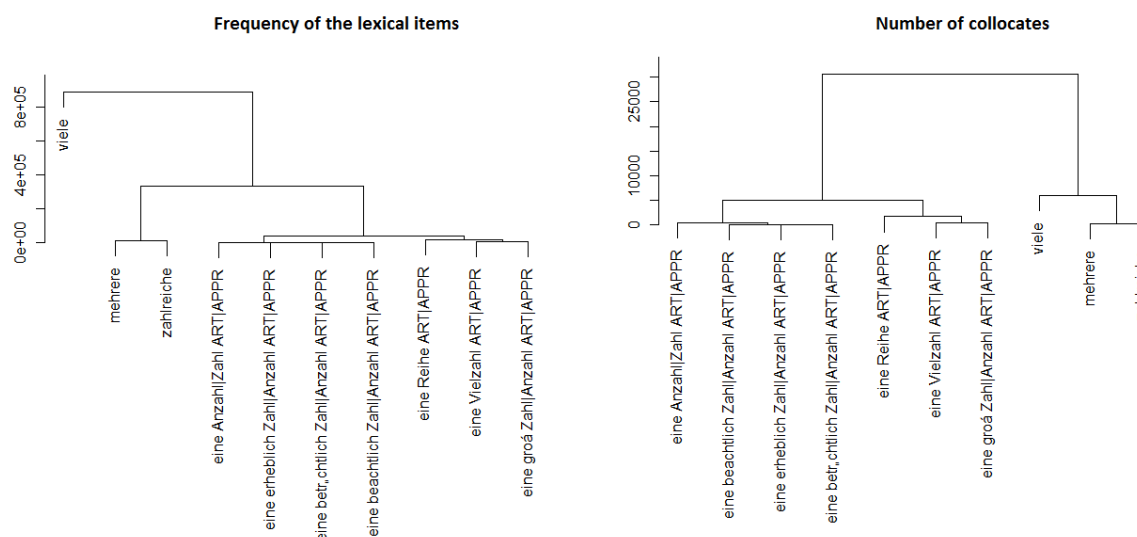 Frequency of the lexical items
8e+05
4e+05
0e+00
viele
mehrere
zahlreiche
eine Anzahl|Zahl ART|APPR
eine erheblich Zahl|Anzahl ART|APPR
eine betr„chtlich Zahl|Anzahl ART|APPR
eine beachtlich Zahl|Anzahl ART|APPR
eine Reihe ART|APPR
eine Vielzahl ART|APPR
eine groá Zahl|Anzahl ART|APPR
Number of collocates
25000
10000
0
eine Anzahl|Zahl ART|APPR
eine beachtlich Zahl|Anzahl ART|APPR
eine erheblich Zahl|Anzahl ART|APPR
eine betr„chtlich Zahl|Anzahl ART|APPR
eine Reihe ART|APPR
eine Vielzahl ART|APPR
eine groá Zahl|Anzahl ART|APPR
viele
mehrere